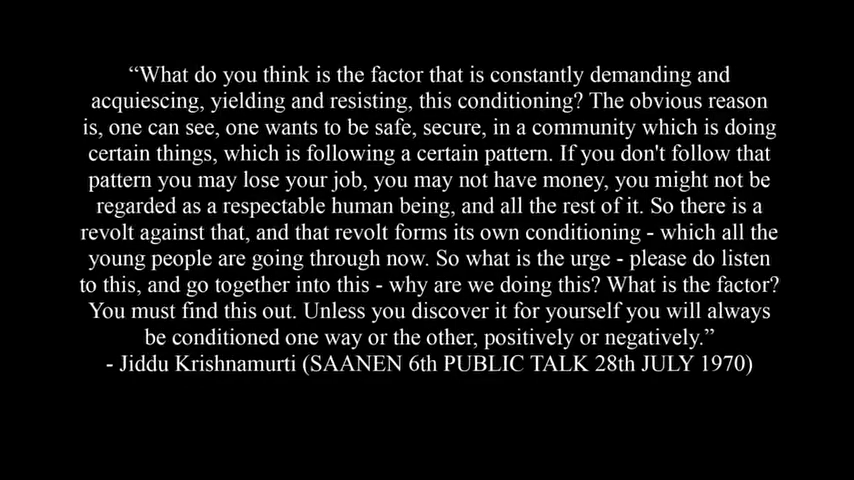 “What do you think is the factor that is constantly demanding and
acquiescing, yielding and resisting, this conditioning? The obvious reason
is, one can see, one wants to be safe, secure, in a community which is doing
certain things, which is following a certain pattern. If you don't follow that
pattern you may lose your job, you may not have money, you might not be
regarded as a respectable human being, and all the rest of it. So there is a
revolt against that, and that revolt forms its own conditioning - which all the
young people are going through now. So what is the urge - please do listen
to this, and go together into this - why are we doing this? What is the factor?
You must find this out. Unless you discover it for yourself you will always
be conditioned one way or the other, positively or negatively.”
- Jiddu Krishnamurti (SAANEN 6th PUBLIC TALK 28th JULY 1970)